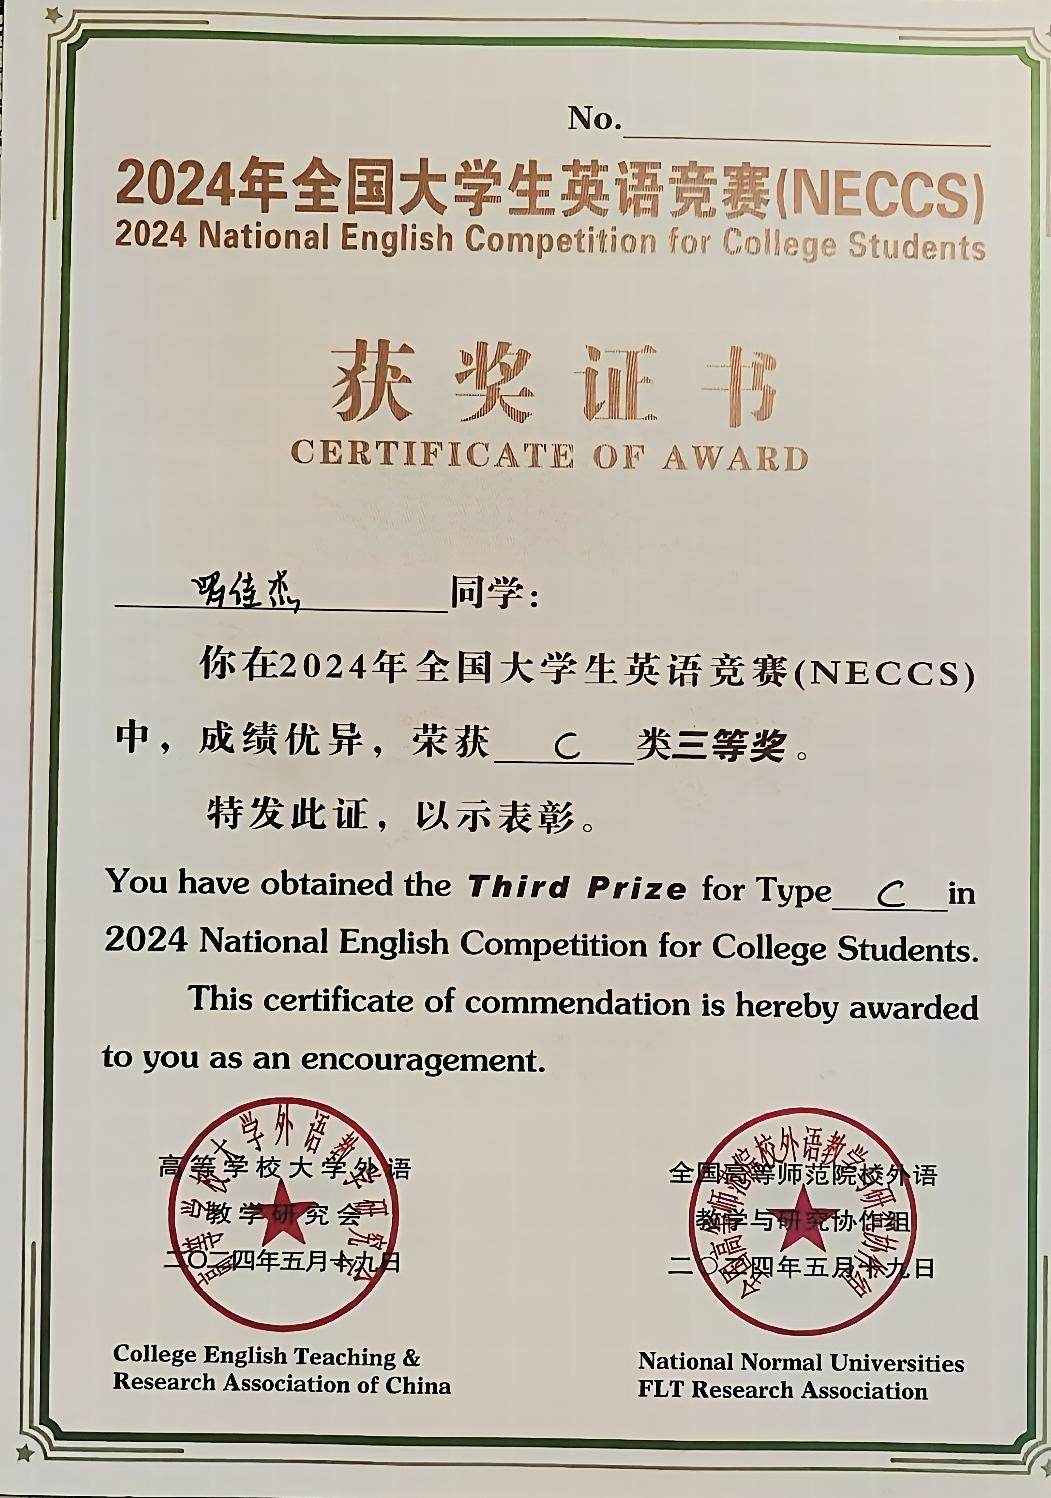 No.
2024年全国大学生英语竞赛(NECCS)
2024 National English Competition for College Students
获奖证书
CERTIFICATE OF AWARD
佳杰 同学：
你在2024年全国大学生英语竞赛(NECCS)
中，成绩优异，荣获 C 类三等奖。
特发此证，以示表彰。
You have obtained the Third Prize for Type C in
2024 National English Competition for College Students.
This certificate of commendation is hereby awarded
to you as an encouragement.
高等学校大学外语
教学研究会
二〇二四年五月十九日
College English Teaching &
Research Association of China
全国高等师范院校外语
教学与研究协作组
二〇二四年五月十九日
National Normal Universities
FLT Research Association